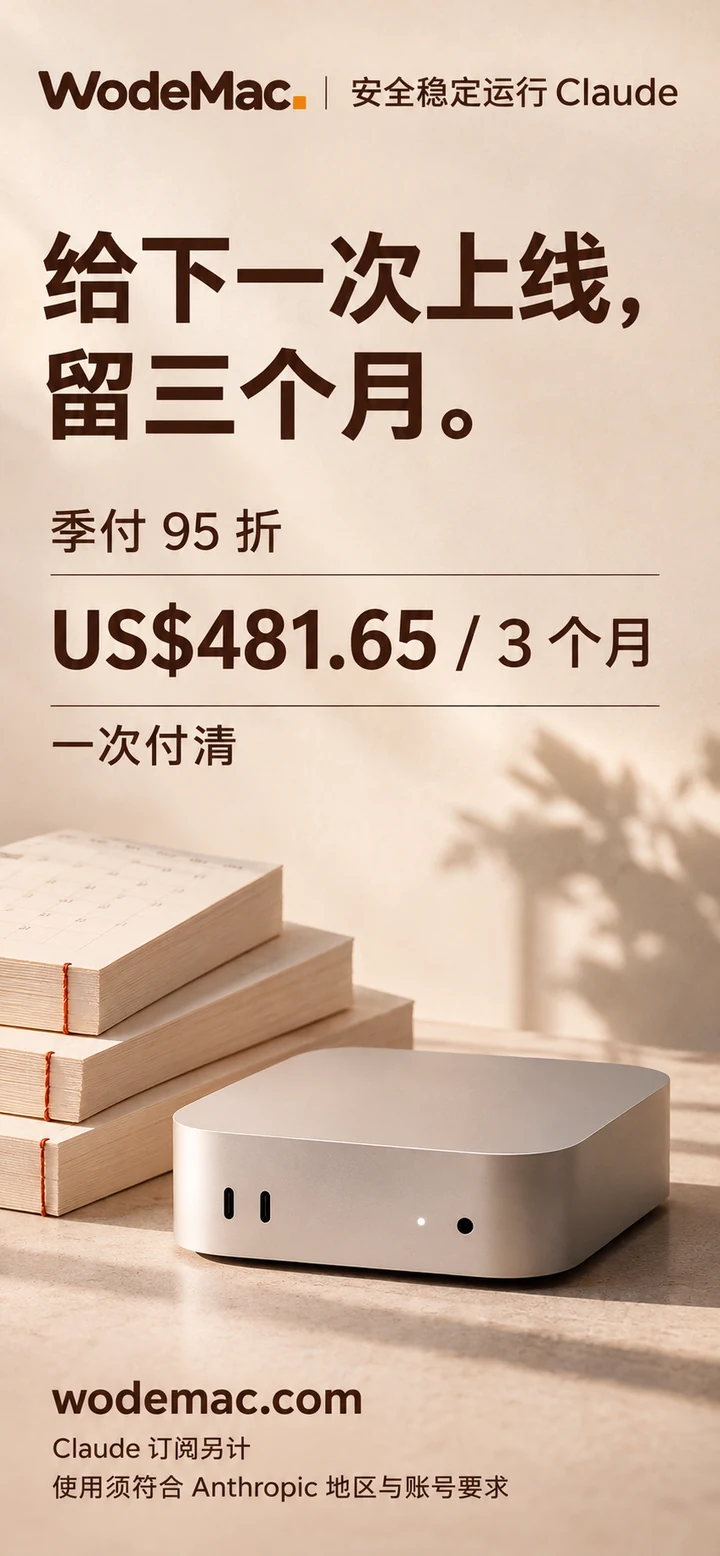 WodeMac. | 安全稳定运行 Claude
给下一次上线，
留三个月。
季付 95 折
US$481.65 / 3 个月
一次付清
wodemac.com
Claude 订阅另计
使用须符合 Anthropic 地区与账号要求